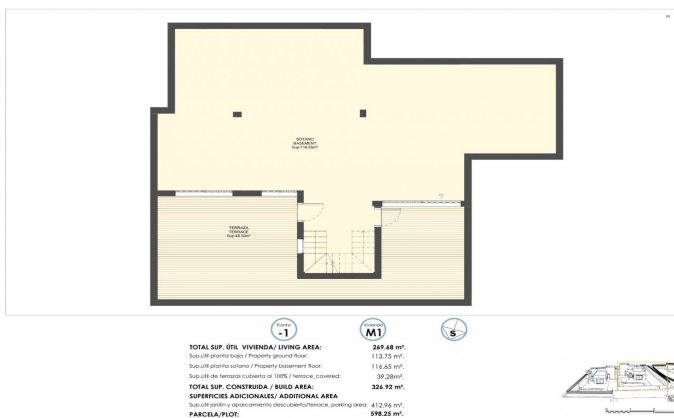 SÓTANO
BASEMENT
TERRAZA
TERRACE
Planta
-1
Vivienda
M1
S
TOTAL SUP. ÚTIL VIVIENDA/ LIVING AREA: 269.68 m².
Sup.útil planta baja / Property ground floor: 113,75 m².
Sup.útil planta sotano / Property basement floor: 116,65 m².
Sup.útil de terrazas cubierta al 100% / terrace_covered: 39,28m².
TOTAL SUP. CONSTRUIDA / BUILD AREA: 326.92 m².
SUPERFICIES ADICIONALES/ ADDITIONAL AREA
Sup.útil jardin y aparcamiento descubierto/terrace_parking area: 412,96 m².
PARCELA/PLOT: 598.25 m².